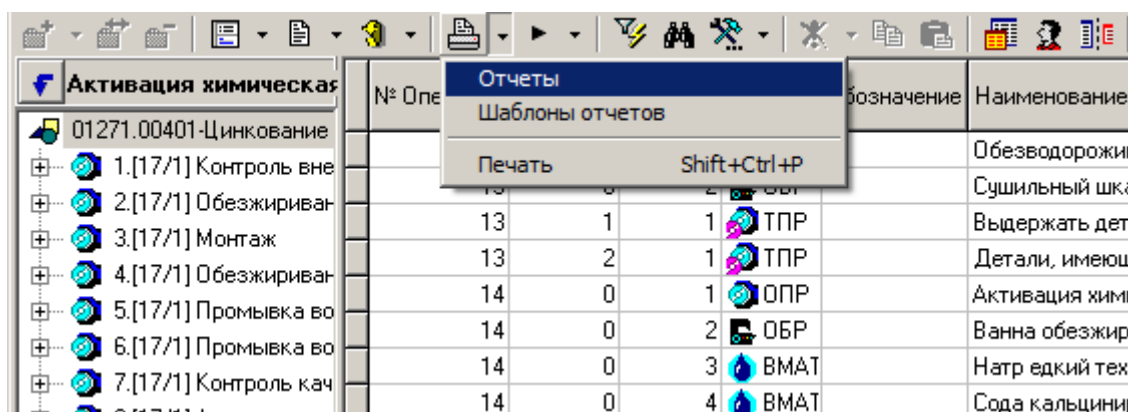 Отчеты
Шаблоны отчетов
Печать Shift+Ctrl+P
Активация химическая
01271.00401-Цинкование
1.[17/1] Контроль вне
2.[17/1] Обезжириван
3.[17/1] Монтаж
4.[17/1] Обезжириван
5.[17/1] Промывка во
6.[17/1] Промывка во
7.[17/1] Контроль кач
№ Опе бозначение Наименование
Обезводорожи
13 2 ОБР Сушильный шка
13 1 1 ТПР Выдержать дет
13 2 1 ТПР Детали, имеющ
14 0 1 ОПР Активация хими
14 0 2 ОБР Ванна обезжир
14 0 3 ВМАТ Натр едкий тех
14 0 4 ВМАТ Сода кальцини